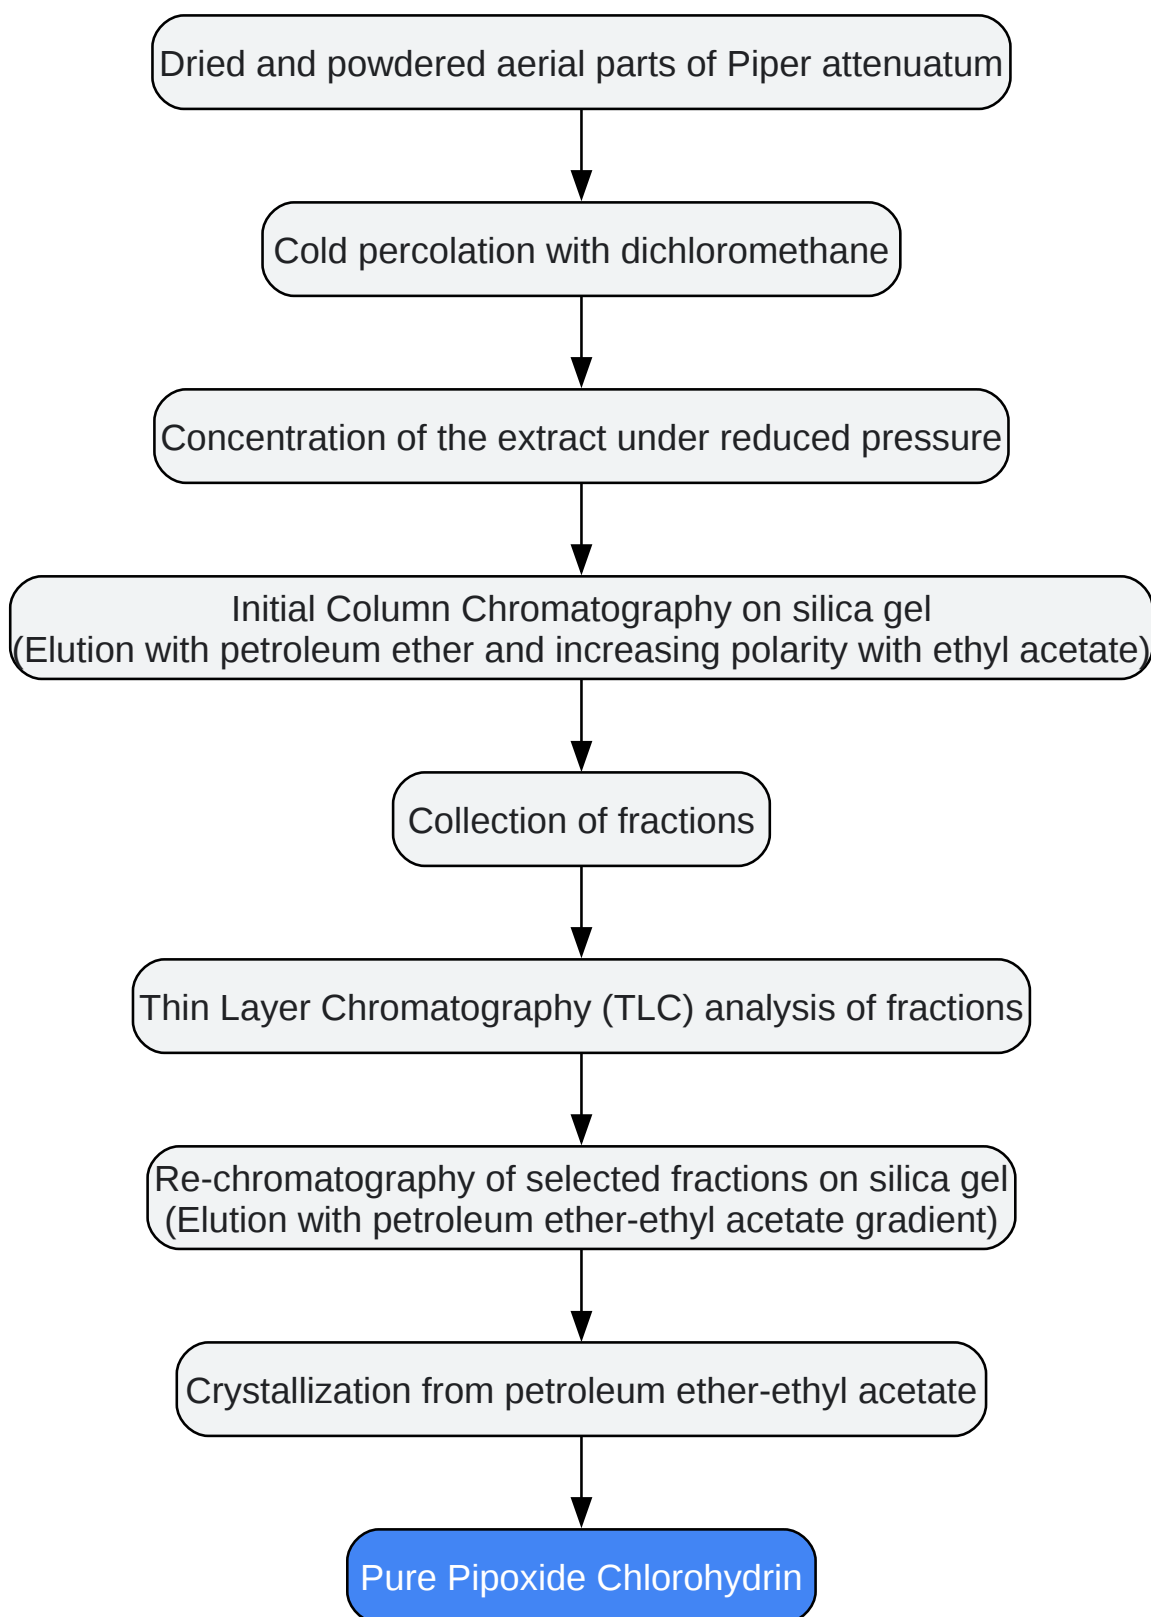 Dried and powdered aerial parts of Piper attenuatum
Cold percolation with dichloromethane
Concentration of the extract under reduced pressure
Initial Column Chromatography on silica gel
(Elution with petroleum ether and increasing polarity with ethyl acetate)
Collection of fractions
Thin Layer Chromatography (TLC) analysis of fractions
Re-chromatography of selected fractions on silica gel
(Elution with petroleum ether-ethyl acetate gradient)
Crystallization from petroleum ether-ethyl acetate
Pure Pipoxide Chlorohydrin